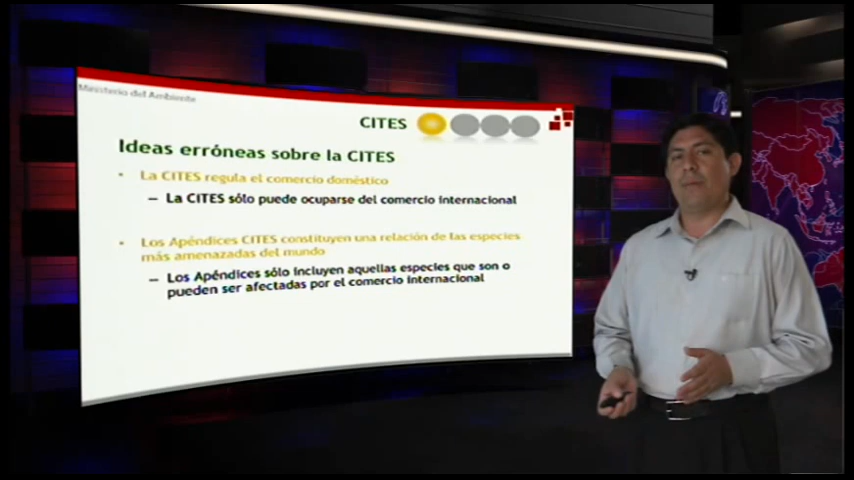 Ministerio del Ambiente
CITES
Ideas erróneas sobre la CITES
• La CITES regula el comercio doméstico
– La CITES sólo puede ocuparse del comercio internacional
• Los Apéndices CITES constituyen una relación de las especies
más amenazadas del mundo
– Los Apéndices sólo incluyen aquellas especies que son o
pueden ser afectadas por el comercio internacional